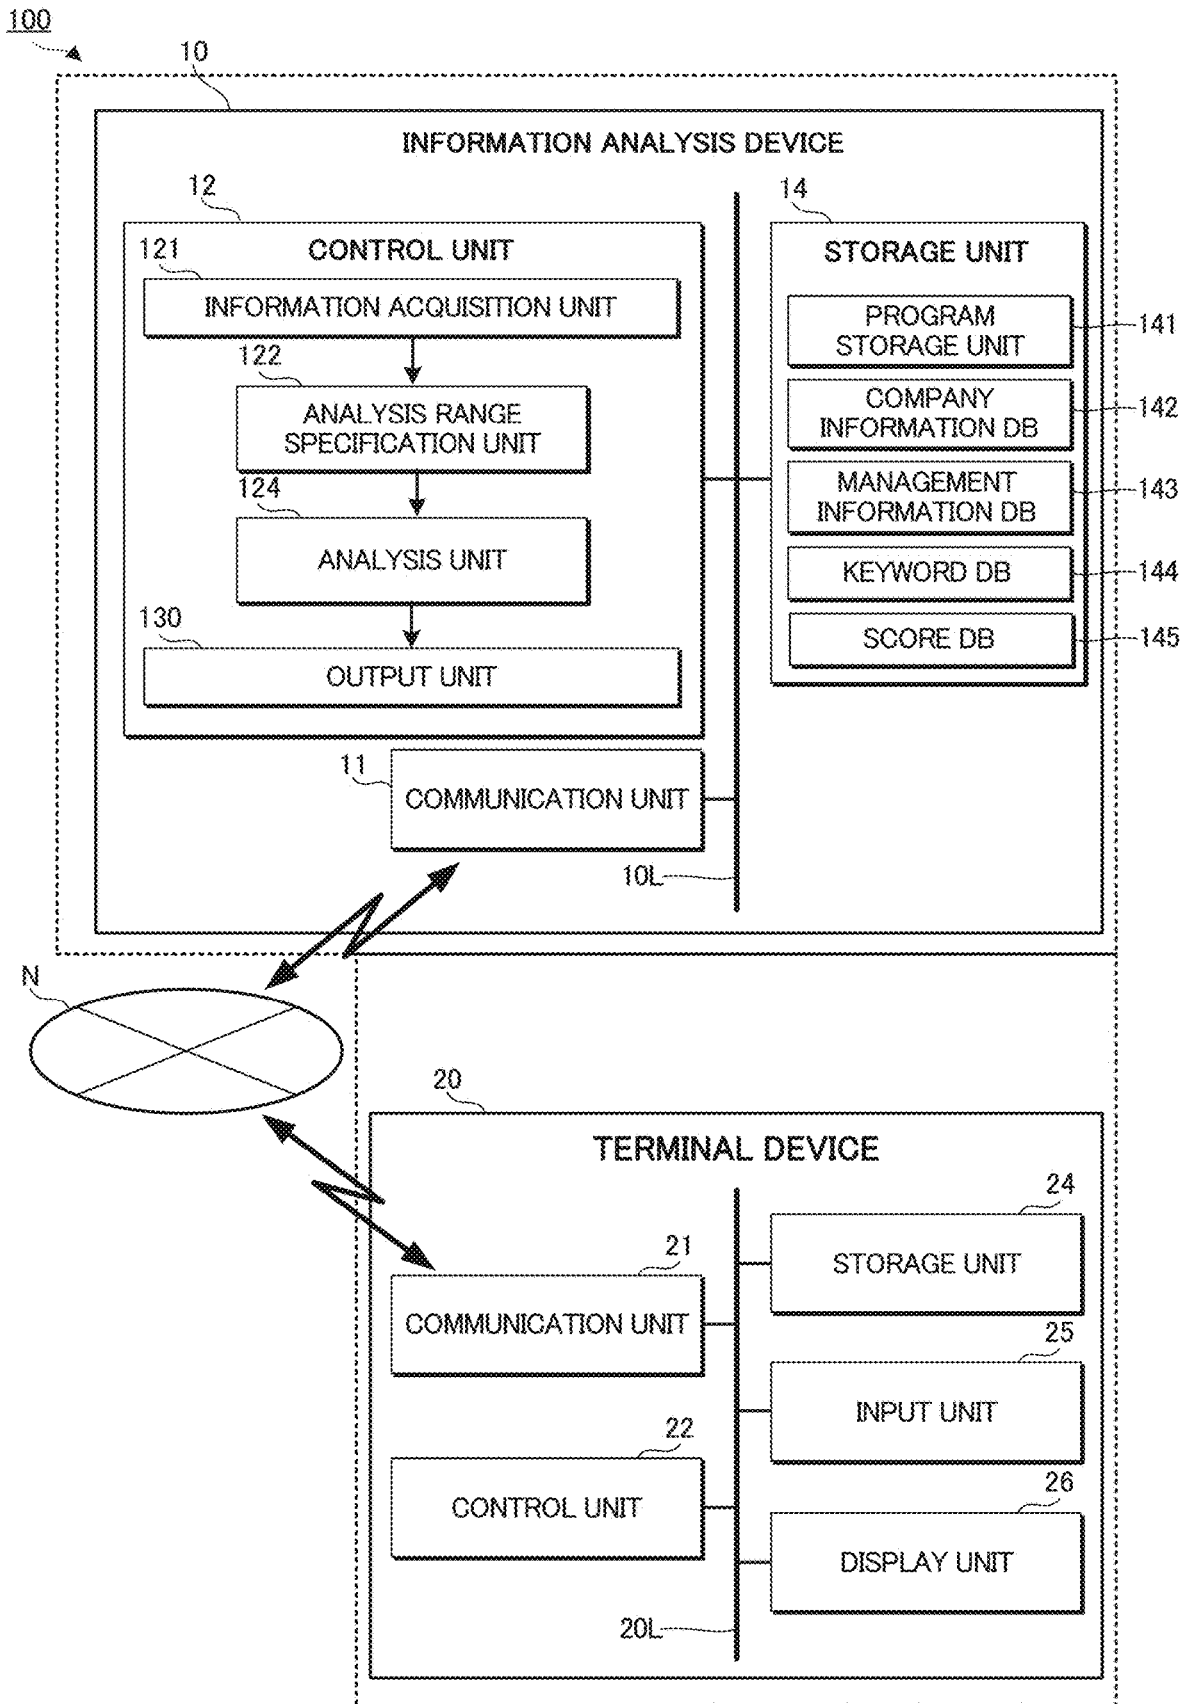 100
10
INFORMATION ANALYSIS DEVICE
12
CONTROL UNIT
121
INFORMATION ACQUISITION UNIT
122
ANALYSIS RANGE
SPECIFICATION UNIT
124
ANALYSIS UNIT
130
OUTPUT UNIT
11
COMMUNICATION UNIT
10L
14
STORAGE UNIT
PROGRAM
STORAGE UNIT
141
COMPANY
INFORMATION DB
142
MANAGEMENT
INFORMATION DB
143
KEYWORD DB
144
SCORE DB
145
N
20
TERMINAL DEVICE
21
COMMUNICATION UNIT
22
CONTROL UNIT
20L
24
STORAGE UNIT
25
INPUT UNIT
26
DISPLAY UNIT